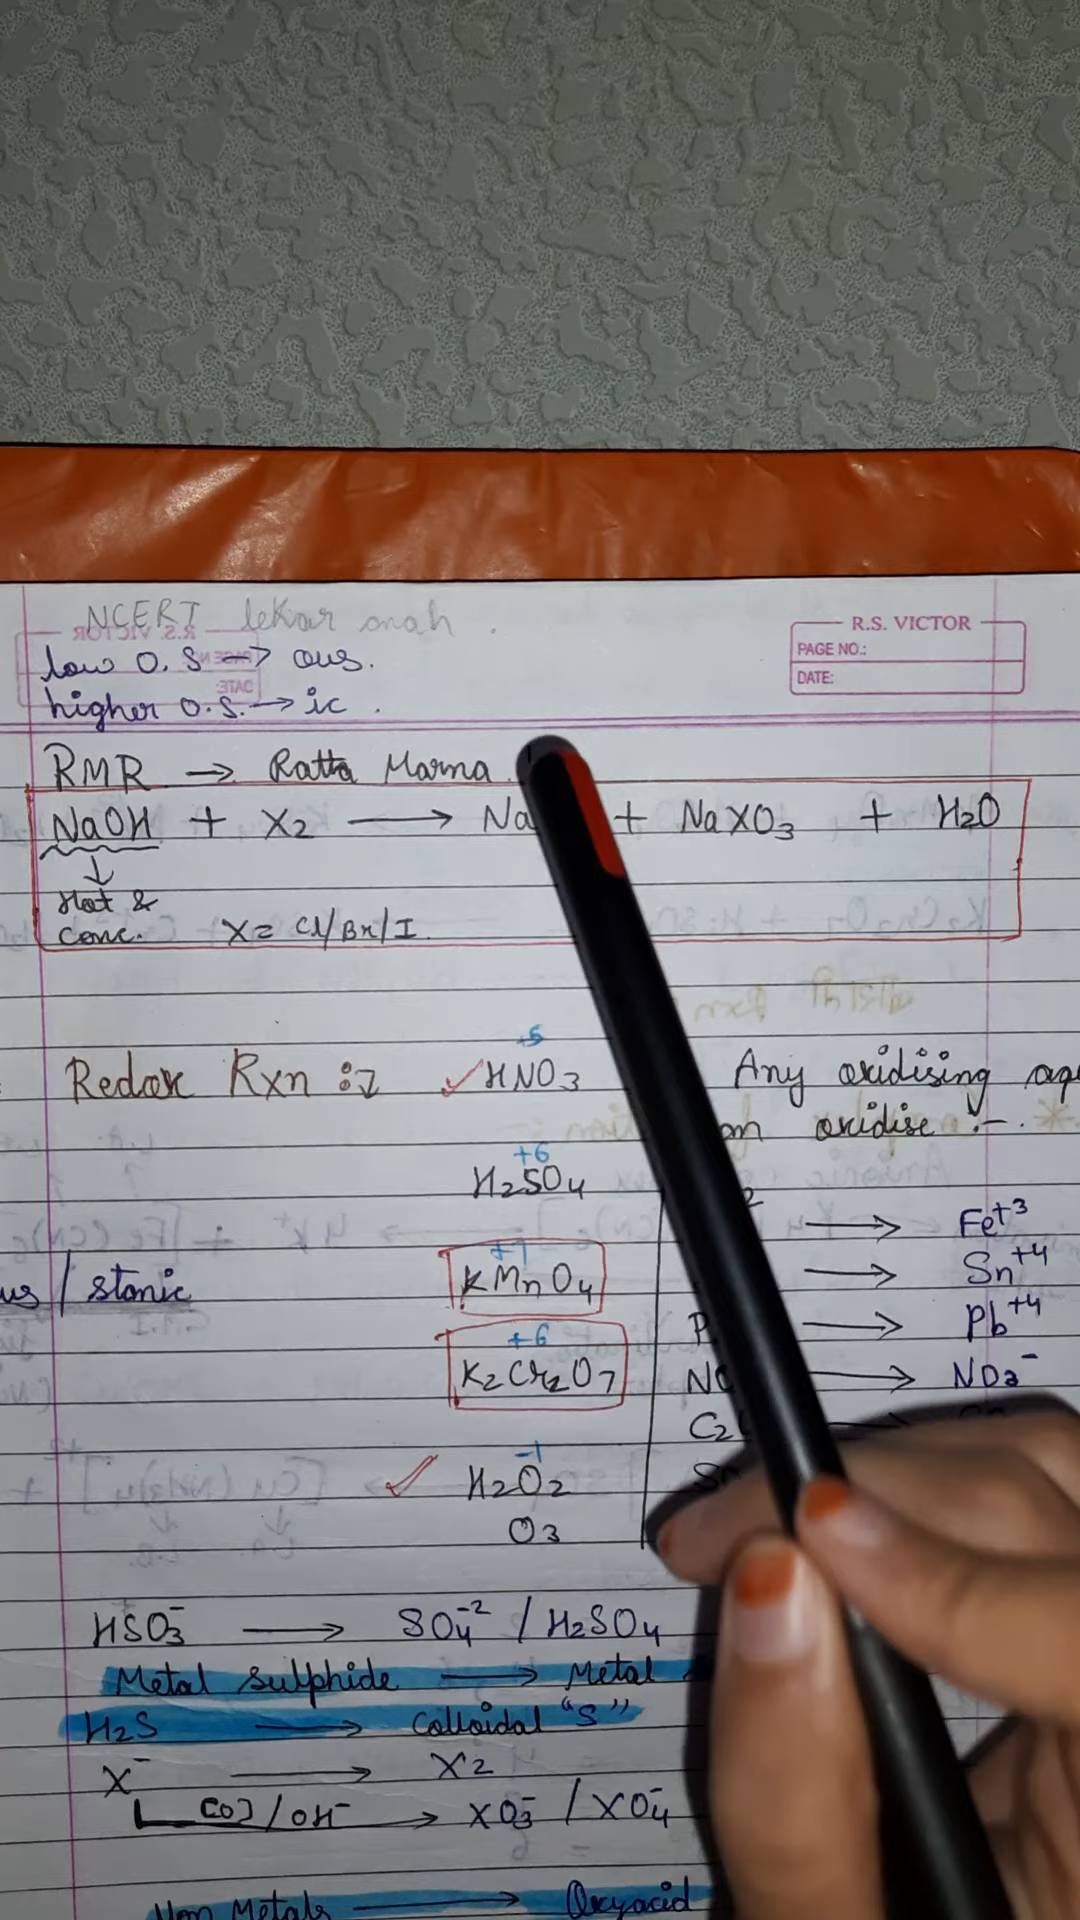 NCERT lekar anah.
R.S. VICTOR
PAGE NO.:
DATE:
low O.S → ous.
higher O.S. → ic.
RMR → Ratta Marna
NaOH + X2 → Na + NaXO3 + H2O
↓
Hot &
Conc. X = Cl/Br/I.
Redox Rxn :↓ ✓ +5 HNO3
Any oxidising
oxidise :-
+6
H2SO4
→ Fe+3
→ Sn+4
us / stanic
+7
KMnO4
→ Pb+4
+6
K2Cr2O7
→ NO3-
✓ -1
H2O2
O3
HSO3- → SO4-2 / H2SO4
Metal Sulphide → Metal
H2S → Colloidal "S"
X- → X2
[O] / OH- → XO3- / XO4-
Non Metals → Oxyacid